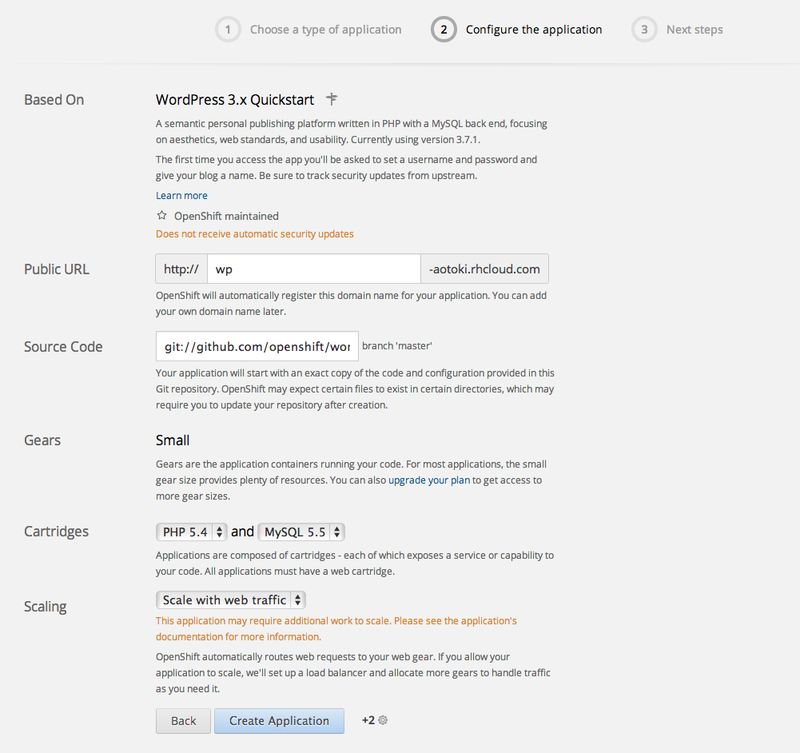 1 Choose a type of application 2 Configure the application 3 Next steps
Based On WordPress 3.x Quickstart
A semantic personal publishing platform written in PHP with a MySQL back end, focusing
on aesthetics, web standards, and usability. Currently using version 3.7.1.
The first time you access the app you'll be asked to set a username and password and
give your blog a name. Be sure to track security updates from upstream.
Learn more
OpenShift maintained
Does not receive automatic security updates
Public URL http:// wp -aotoki.rhcloud.com
OpenShift will automatically register this domain name for your application. You can add
your own domain name later.
Source Code git://github.com/openshift/wor branch 'master'
Your application will start with an exact copy of the code and configuration provided in this
Git repository. OpenShift may expect certain files to exist in certain directories, which may
require you to update your repository after creation.
Gears Small
Gears are the application containers running your code. For most applications, the small
gear size provides plenty of resources. You can also upgrade your plan to get access to
more gear sizes.
Cartridges PHP 5.4 and MySQL 5.5
Applications are composed of cartridges - each of which exposes a service or capability to
your code. All applications must have a web cartridge.
Scaling Scale with web traffic
This application may require additional work to scale. Please see the application's
documentation for more information.
OpenShift automatically routes web requests to your web gear. If you allow your
application to scale, we'll set up a load balancer and allocate more gears to handle traffic
as you need it.
Back Create Application +2